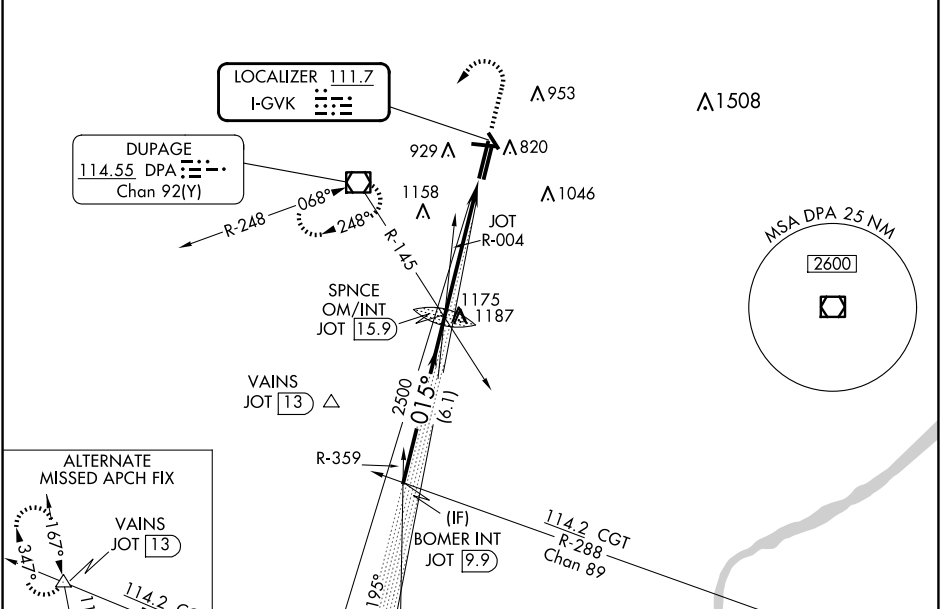 LOCALIZER 111.7
I-GVK
DUPAGE
114.55 DPA
Chan 92(Y)
953
1508
929
820
1158
1046
R-248
068°
248°
R-145
JOT
R-004
MSA DPA 25 NM
2600
SPNCE
OM/INT
JOT 15.9
1175
1187
VAINS
JOT 13
2500
015°
(6.1)
R-359
(IF)
BOMER INT
JOT 9.9
114.2 CGT
R-288
Chan 89
195°
ALTERNATE
MISSED APCH FIX
VAINS
JOT 13
167°
347°
114.2